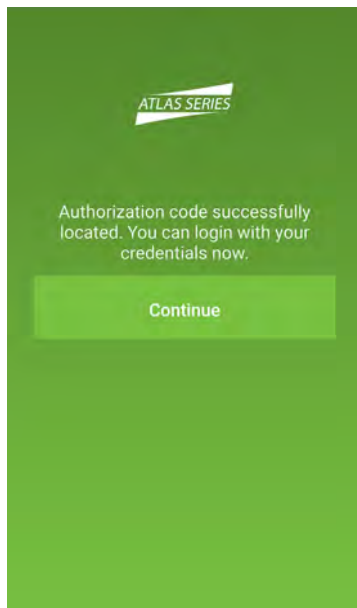 ATLAS SERIES
Authorization code successfully
located. You can login with your
credentials now.
Continue